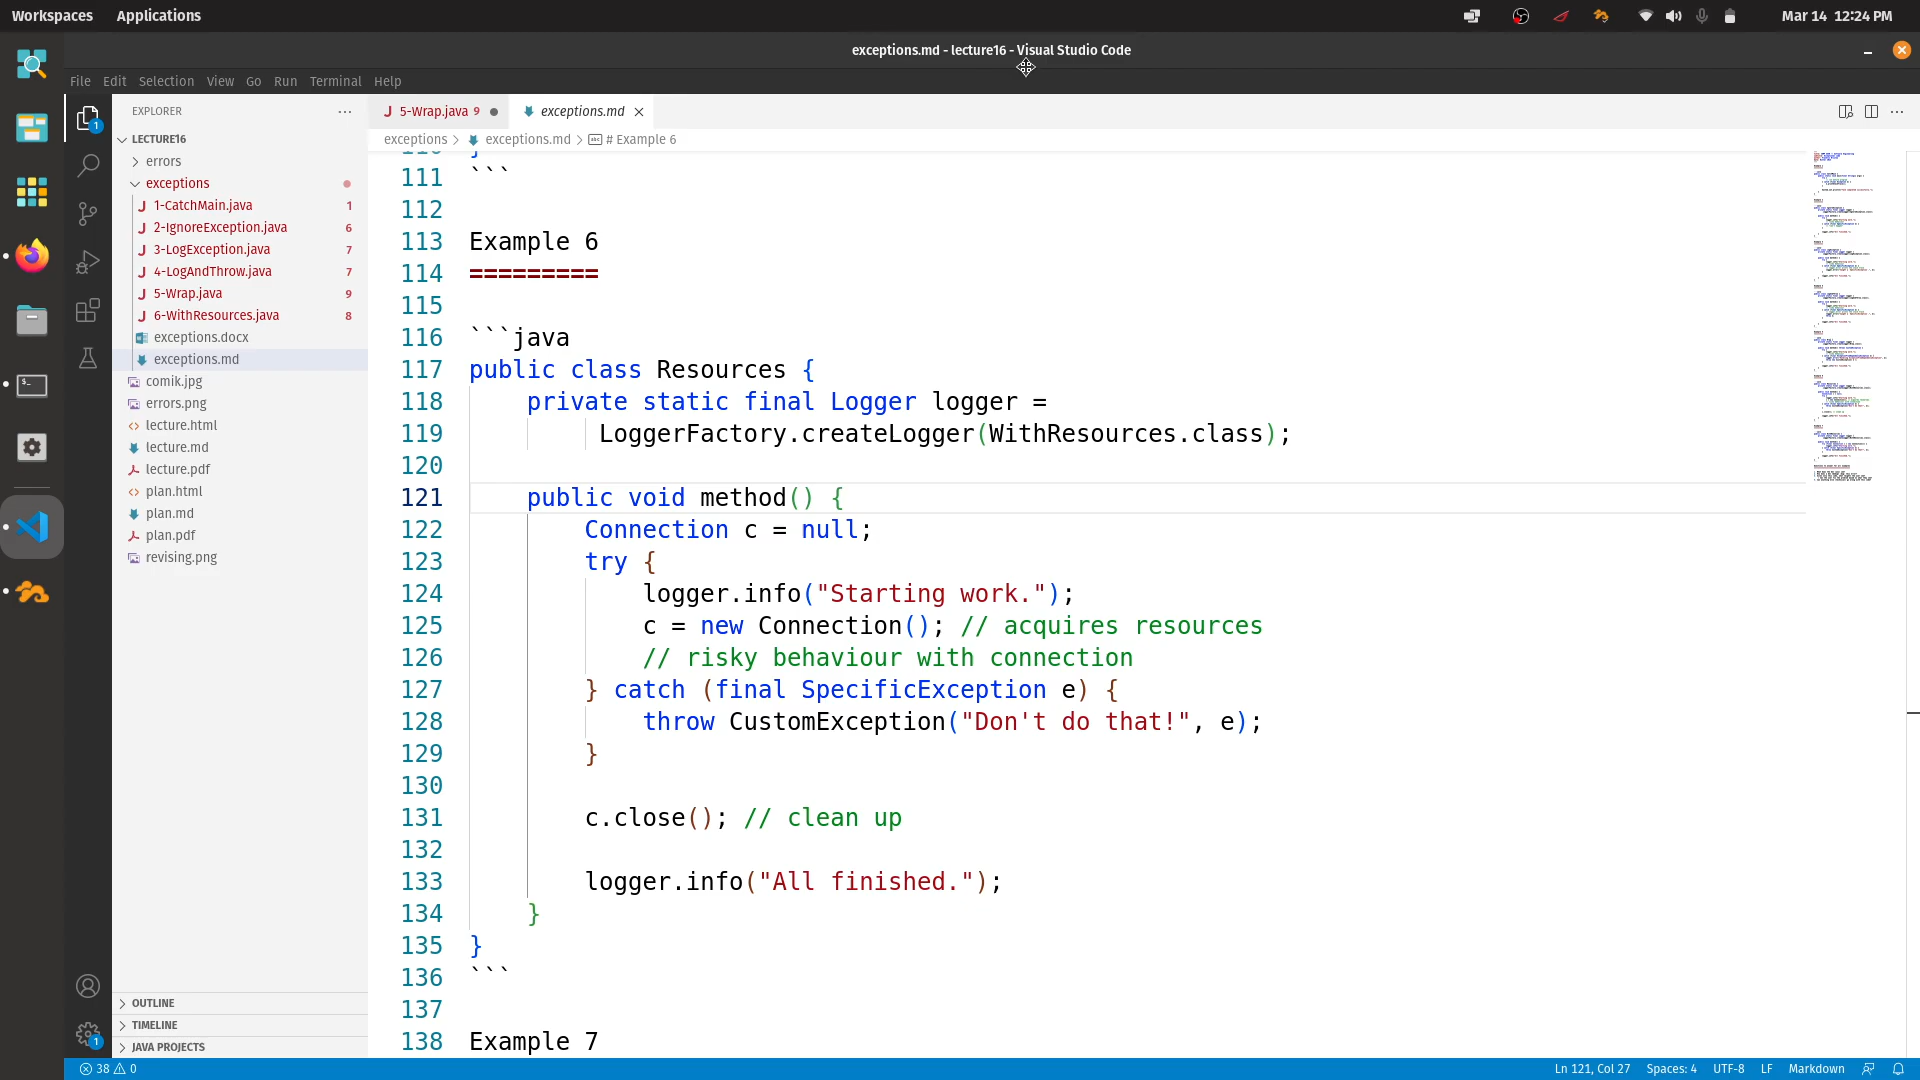 Workspaces Applications Mar 14 12:24 PM
exceptions.md - lecture16 - Visual Studio Code
File Edit Selection View Go Run Terminal Help
EXPLORER
LECTURE16
errors
exceptions
1-CatchMain.java 1
2-IgnoreException.java 6
3-LogException.java 7
4-LogAndThrow.java 7
5-Wrap.java 9
6-WithResources.java 8
exceptions.docx
exceptions.md
comik.jpg
errors.png
lecture.html
lecture.md
lecture.pdf
plan.html
plan.md
plan.pdf
revising.png
OUTLINE
TIMELINE
JAVA PROJECTS
1
1
5-Wrap.java 9 exceptions.md
exceptions > exceptions.md > # Example 6
111 ```
112
113 Example 6
114 =========
115
116 ```java
117 public class Resources {
118     private static final Logger logger =
119         LoggerFactory.createLogger(WithResources.class);
120
121     public void method() {
122         Connection c = null;
123         try {
124             logger.info("Starting work.");
125             c = new Connection(); // acquires resources
126             // risky behaviour with connection
127         } catch (final SpecificException e) {
128             throw CustomException("Don't do that!", e);
129         }
130
131         c.close(); // clean up
132
133         logger.info("All finished.");
134     }
135 }
136 ```
137
138 Example 7
38 0 Ln 121, Col 27 Spaces: 4 UTF-8 LF Markdown